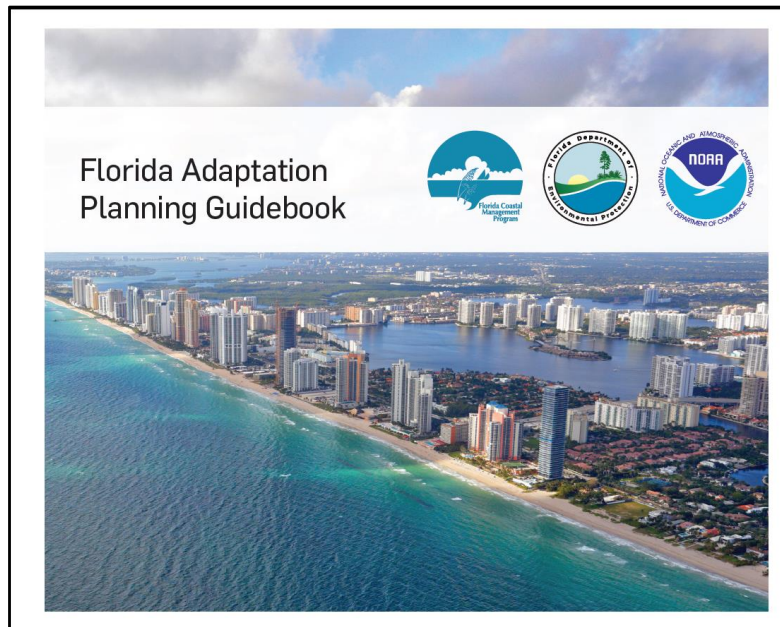 Florida Adaptation
Planning Guidebook
Florida Coastal
Management
Program
Florida Department of
Environmental Protection
NATIONAL OCEANIC AND ATMOSPHERIC ADMINISTRATION
NOAA
U.S. DEPARTMENT OF COMMERCE